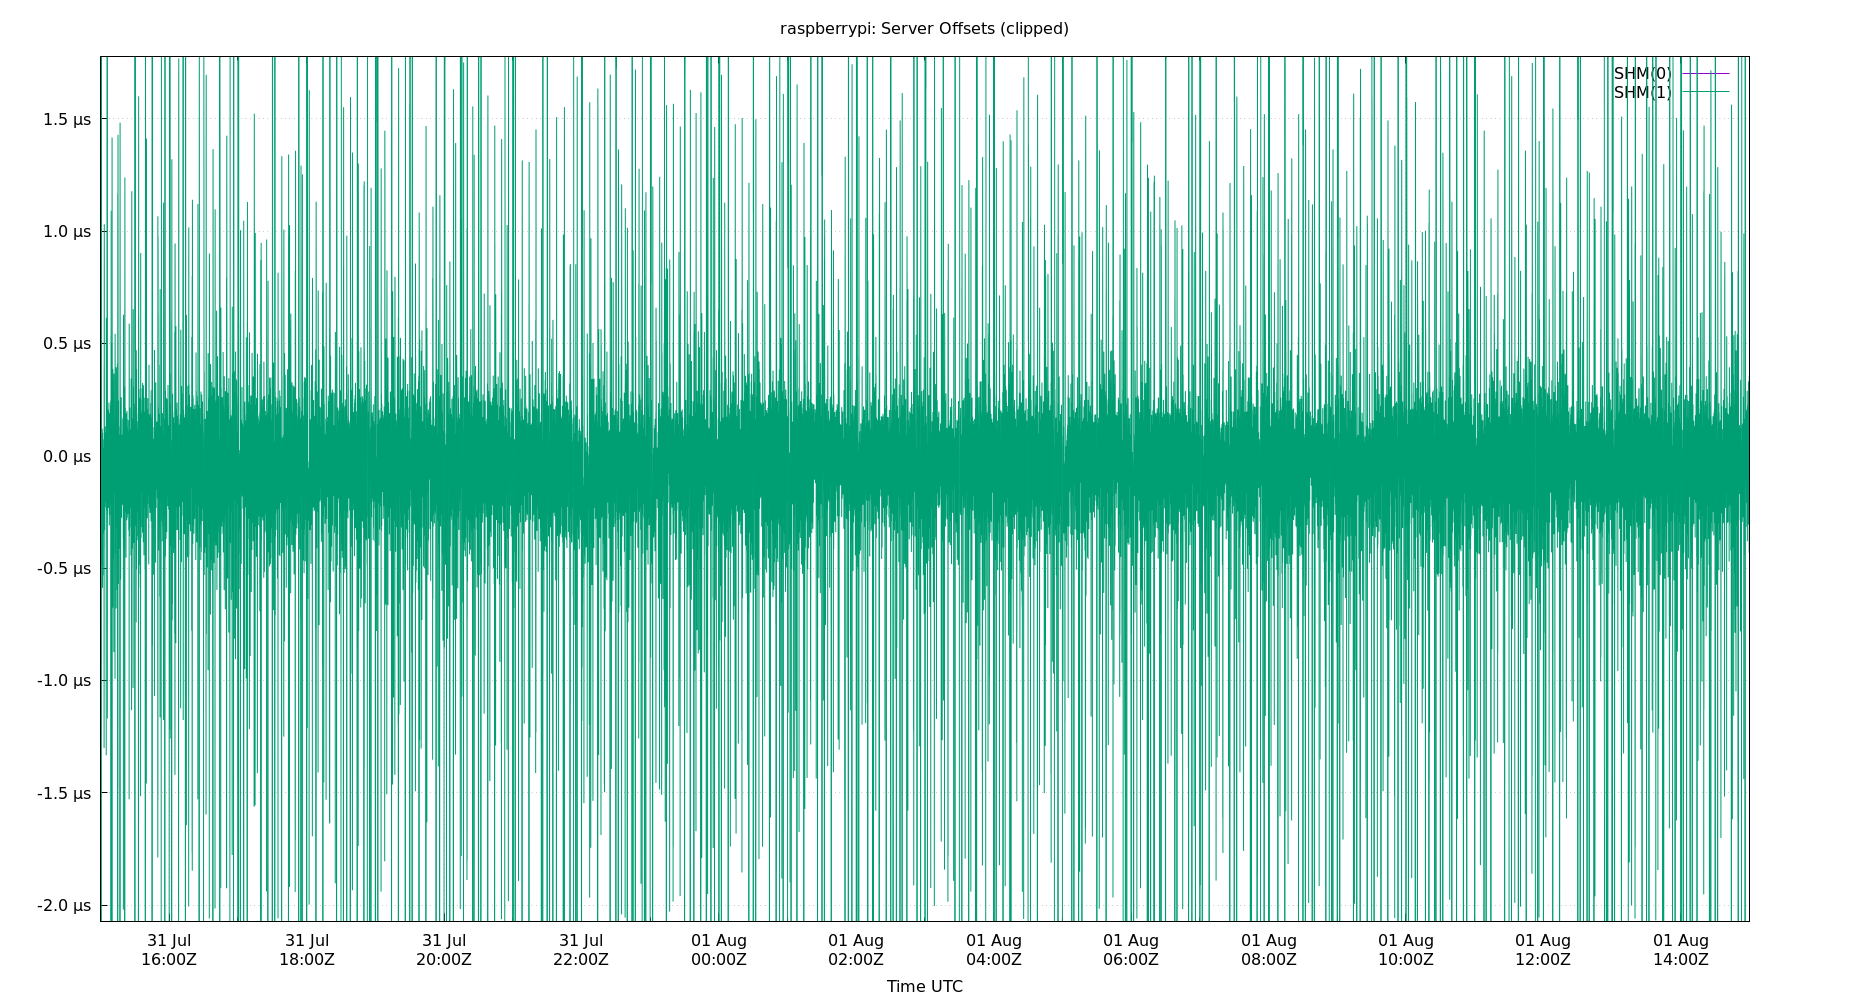 raspberrypi: Server Offsets (clipped)
SHM(0)
SHM(1)
1.5 µs
1.0 µs
0.5 µs
0.0 µs
-0.5 µs
-1.0 µs
-1.5 µs
-2.0 µs
31 Jul 31 Jul 31 Jul 31 Jul 01 Aug 01 Aug 01 Aug 01 Aug 01 Aug 01 Aug 01 Aug 01 Aug
16:00Z 18:00Z 20:00Z 22:00Z 00:00Z 02:00Z 04:00Z 06:00Z 08:00Z 10:00Z 12:00Z 14:00Z
Time UTC